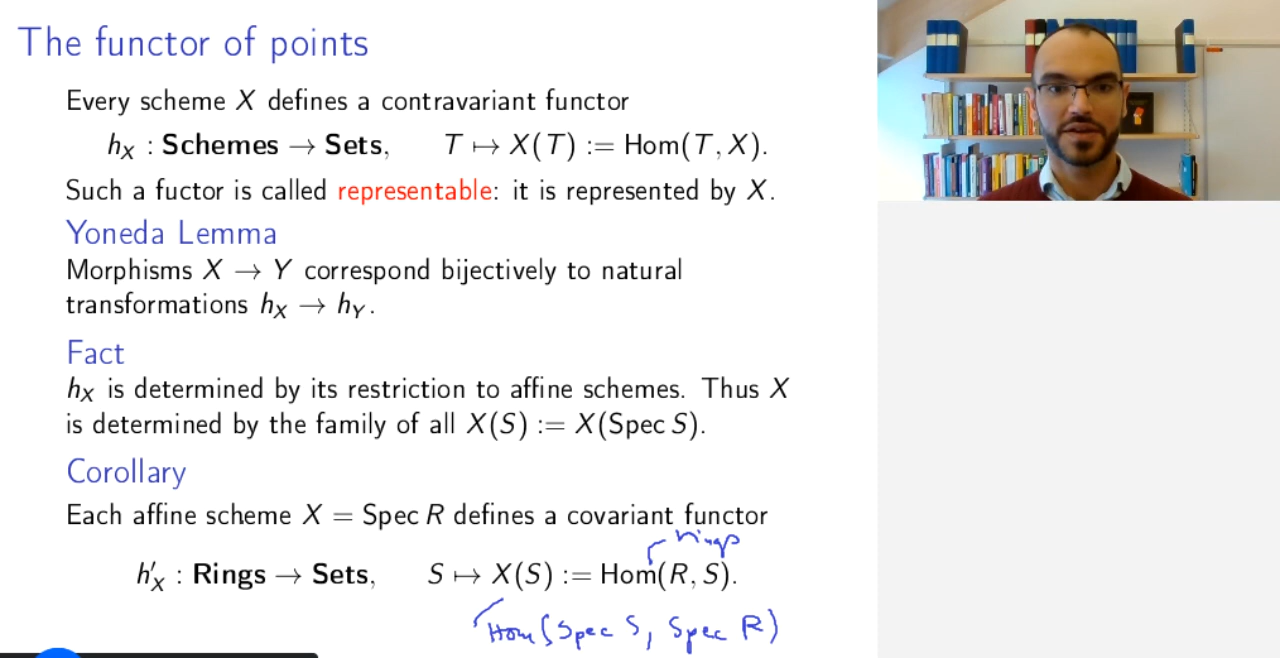 The functor of points
Every scheme X defines a contravariant functor
h_X : Schemes → Sets, T ↦ X(T) := Hom(T, X).
Such a fuctor is called representable: it is represented by X.
Yoneda Lemma
Morphisms X → Y correspond bijectively to natural
transformations h_X → h_Y.
Fact
h_X is determined by its restriction to affine schemes. Thus X
is determined by the family of all X(S) := X(Spec S).
Corollary
Each affine scheme X = Spec R defines a covariant functor
rings
h'_X : Rings → Sets, S ↦ X(S) := Hom(R, S).
Hom(Spec S, Spec R)